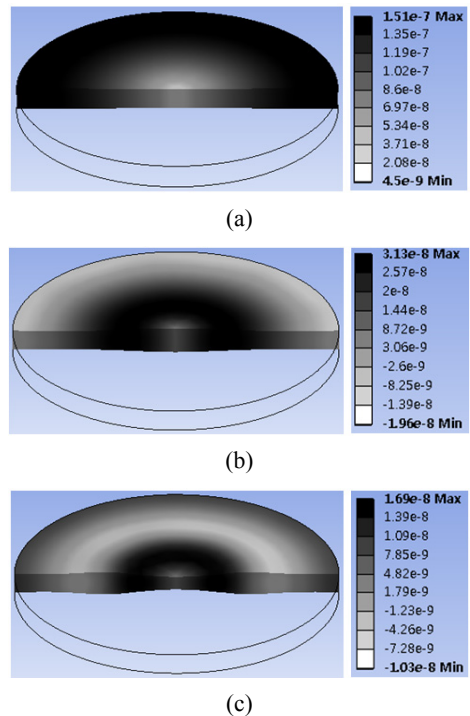 1.51e-7 Max
1.35e-7
1.19e-7
1.02e-7
8.6e-8
6.97e-8
5.34e-8
3.71e-8
2.08e-8
4.5e-9 Min
(a)
3.13e-8 Max
2.57e-8
2e-8
1.44e-8
8.72e-9
3.06e-9
-2.6e-9
-8.25e-9
-1.39e-8
-1.96e-8 Min
(b)
1.69e-8 Max
1.39e-8
1.09e-8
7.85e-9
4.82e-9
1.79e-9
-1.23e-9
-4.26e-9
-7.28e-9
-1.03e-8 Min
(c)